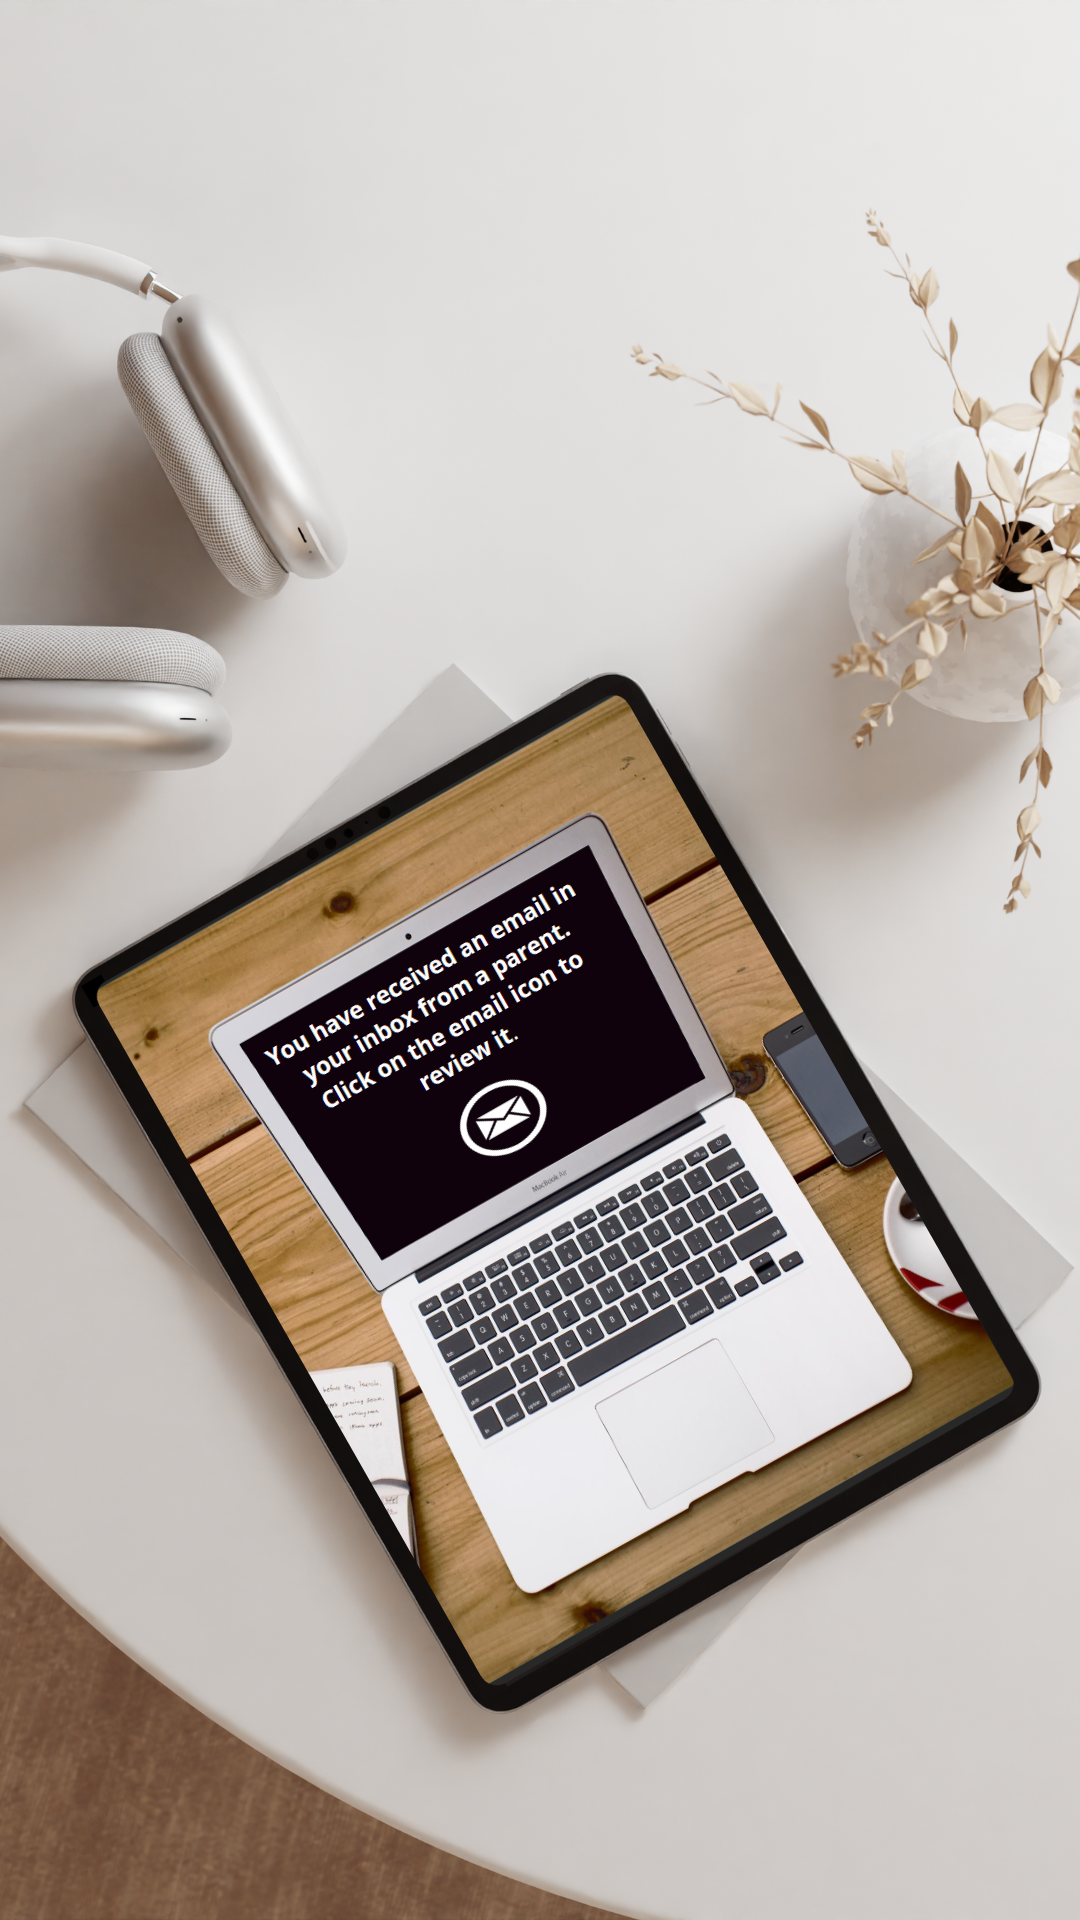 You have received an email in
your inbox from a parent.
Click on the email icon to
review it.
MacBook Air